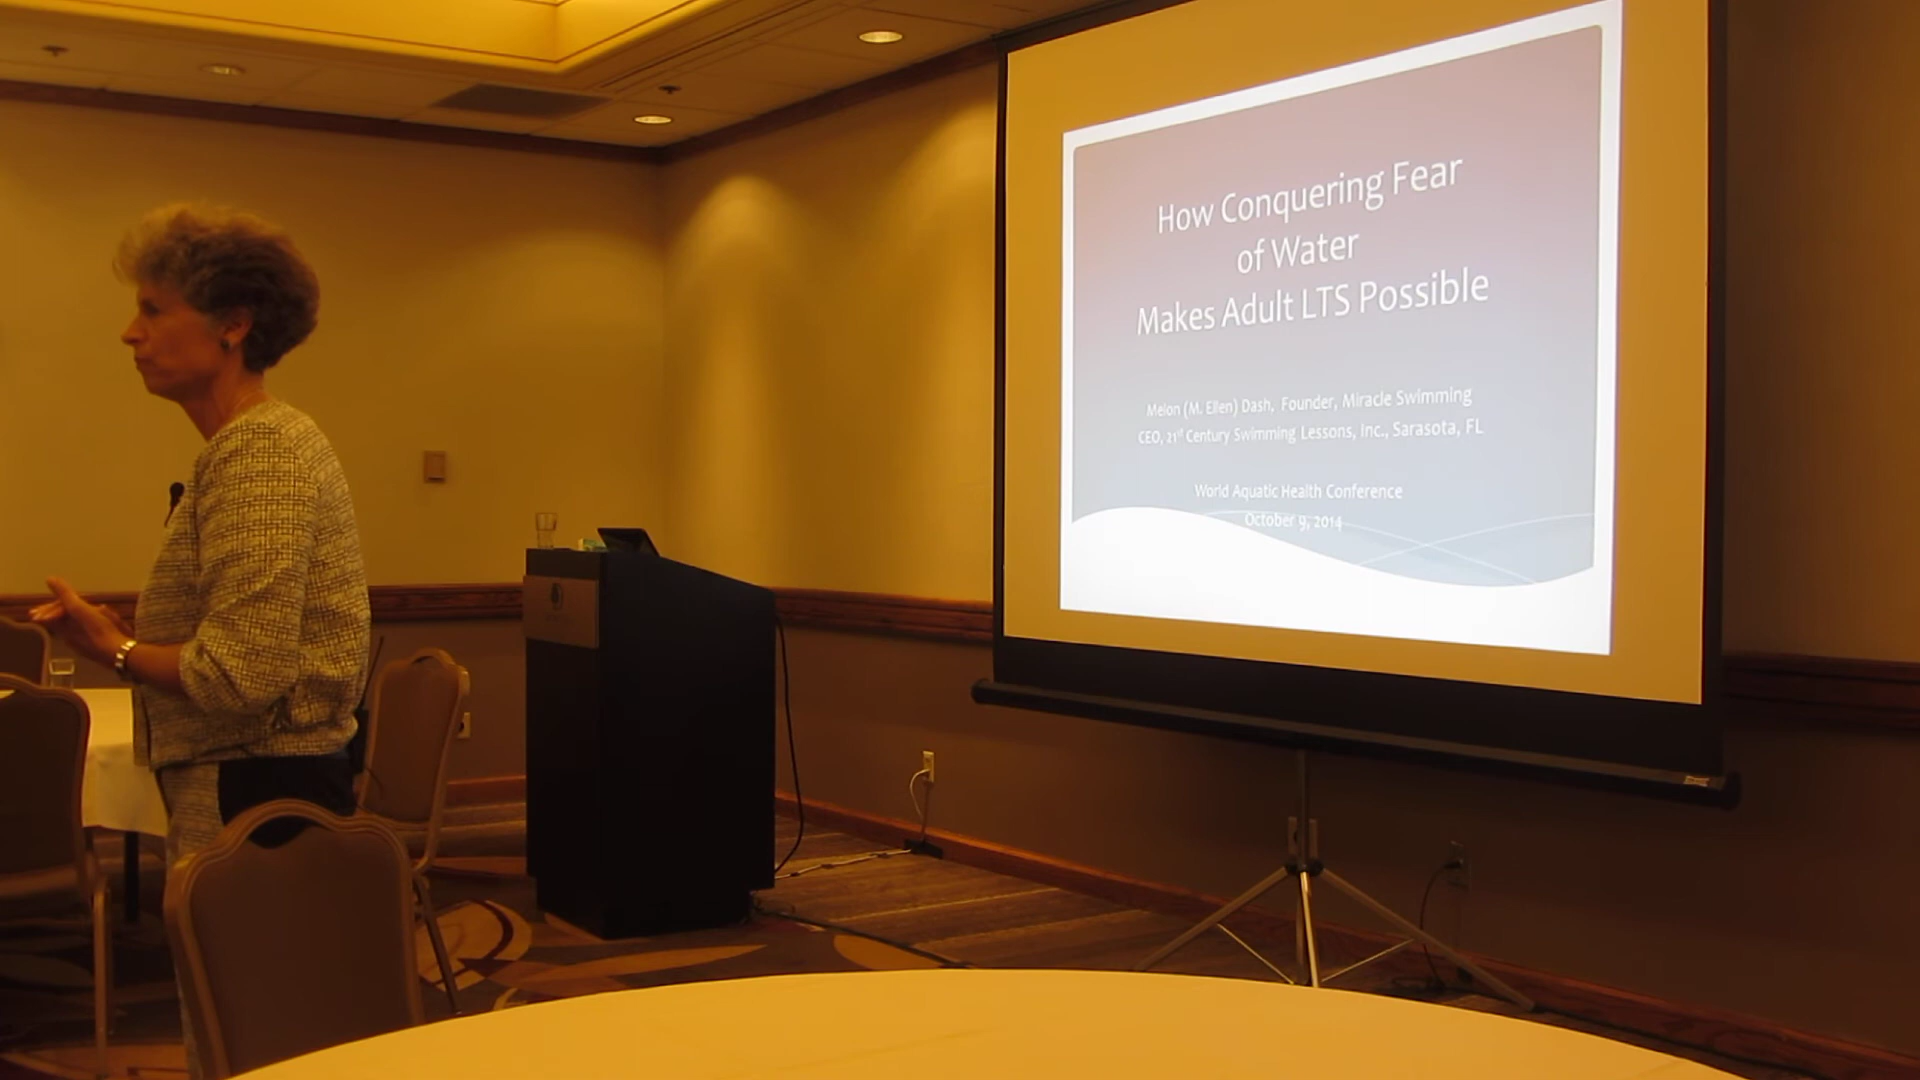 How Conquering Fear
of Water
Makes Adult LTS Possible
Melon (M. Ellen) Dash, Founder, Miracle Swimming
CEO, 21st Century Swimming Lessons, Inc., Sarasota, FL
World Aquatic Health Conference
October 9, 2014